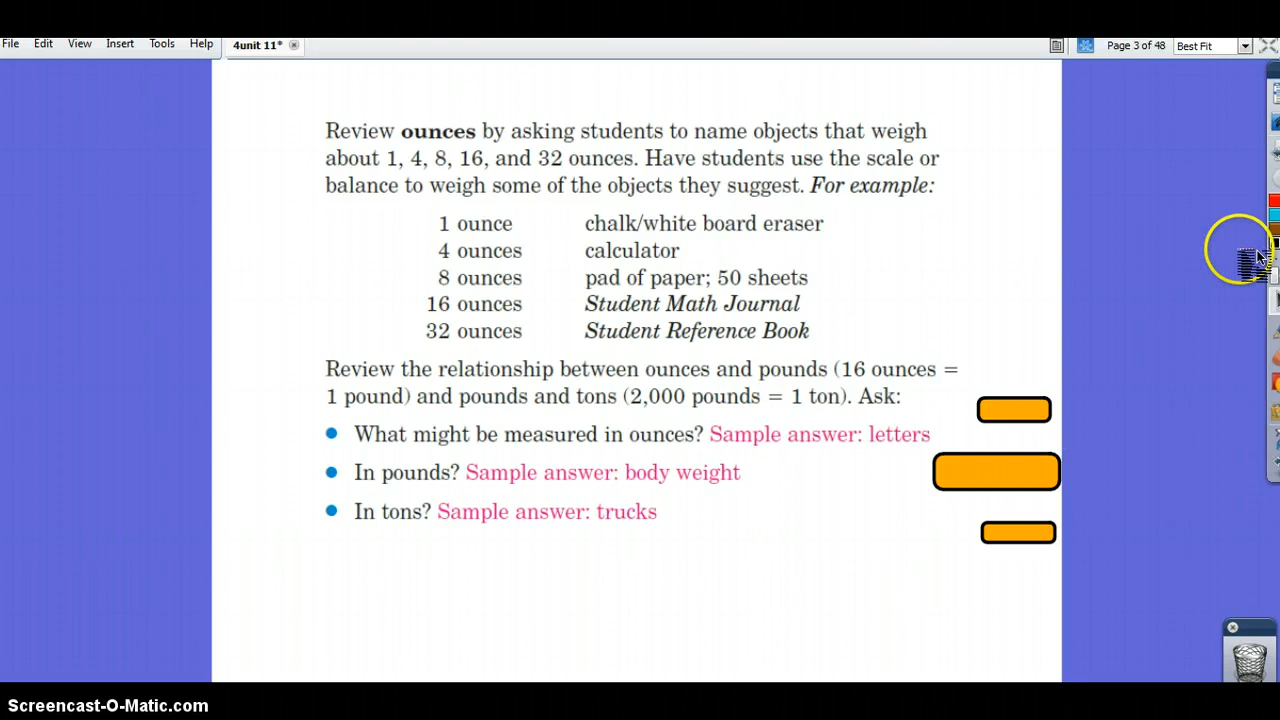 File Edit View Insert Tools Help 4unit 11* Page 3 of 48 Best Fit
Review ounces by asking students to name objects that weigh
about 1, 4, 8, 16, and 32 ounces. Have students use the scale or
balance to weigh some of the objects they suggest. For example:
1 ounce chalk/white board eraser
4 ounces calculator
8 ounces pad of paper; 50 sheets
16 ounces Student Math Journal
32 ounces Student Reference Book
Review the relationship between ounces and pounds (16 ounces =
1 pound) and pounds and tons (2,000 pounds = 1 ton). Ask:
• What might be measured in ounces? Sample answer: letters
• In pounds? Sample answer: body weight
• In tons? Sample answer: trucks
Screencast-O-Matic.com